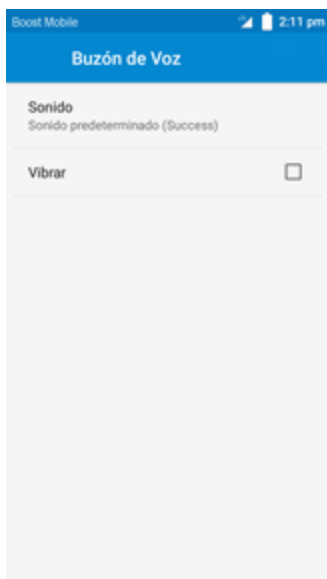 Boost Mobile 2:11 pm
Buzón de Voz
Sonido
Sonido predeterminado (Success)
Vibrar